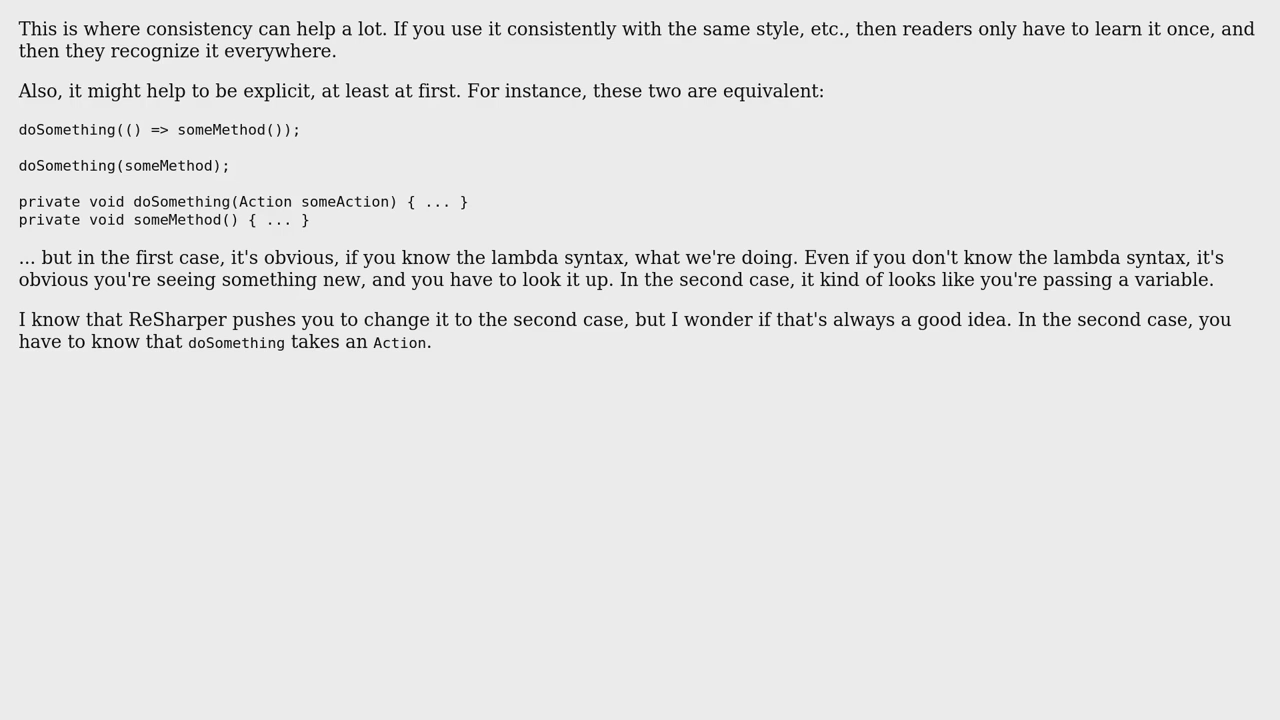 This is where consistency can help a lot. If you use it consistently with the same style, etc., then readers only have to learn it once, and
then they recognize it everywhere.
Also, it might help to be explicit, at least at first. For instance, these two are equivalent:
doSomething(() => someMethod());
doSomething(someMethod);
private void doSomething(Action someAction) { ... }
private void someMethod() { ... }
... but in the first case, it's obvious, if you know the lambda syntax, what we're doing. Even if you don't know the lambda syntax, it's
obvious you're seeing something new, and you have to look it up. In the second case, it kind of looks like you're passing a variable.
I know that ReSharper pushes you to change it to the second case, but I wonder if that's always a good idea. In the second case, you
have to know that doSomething takes an Action.